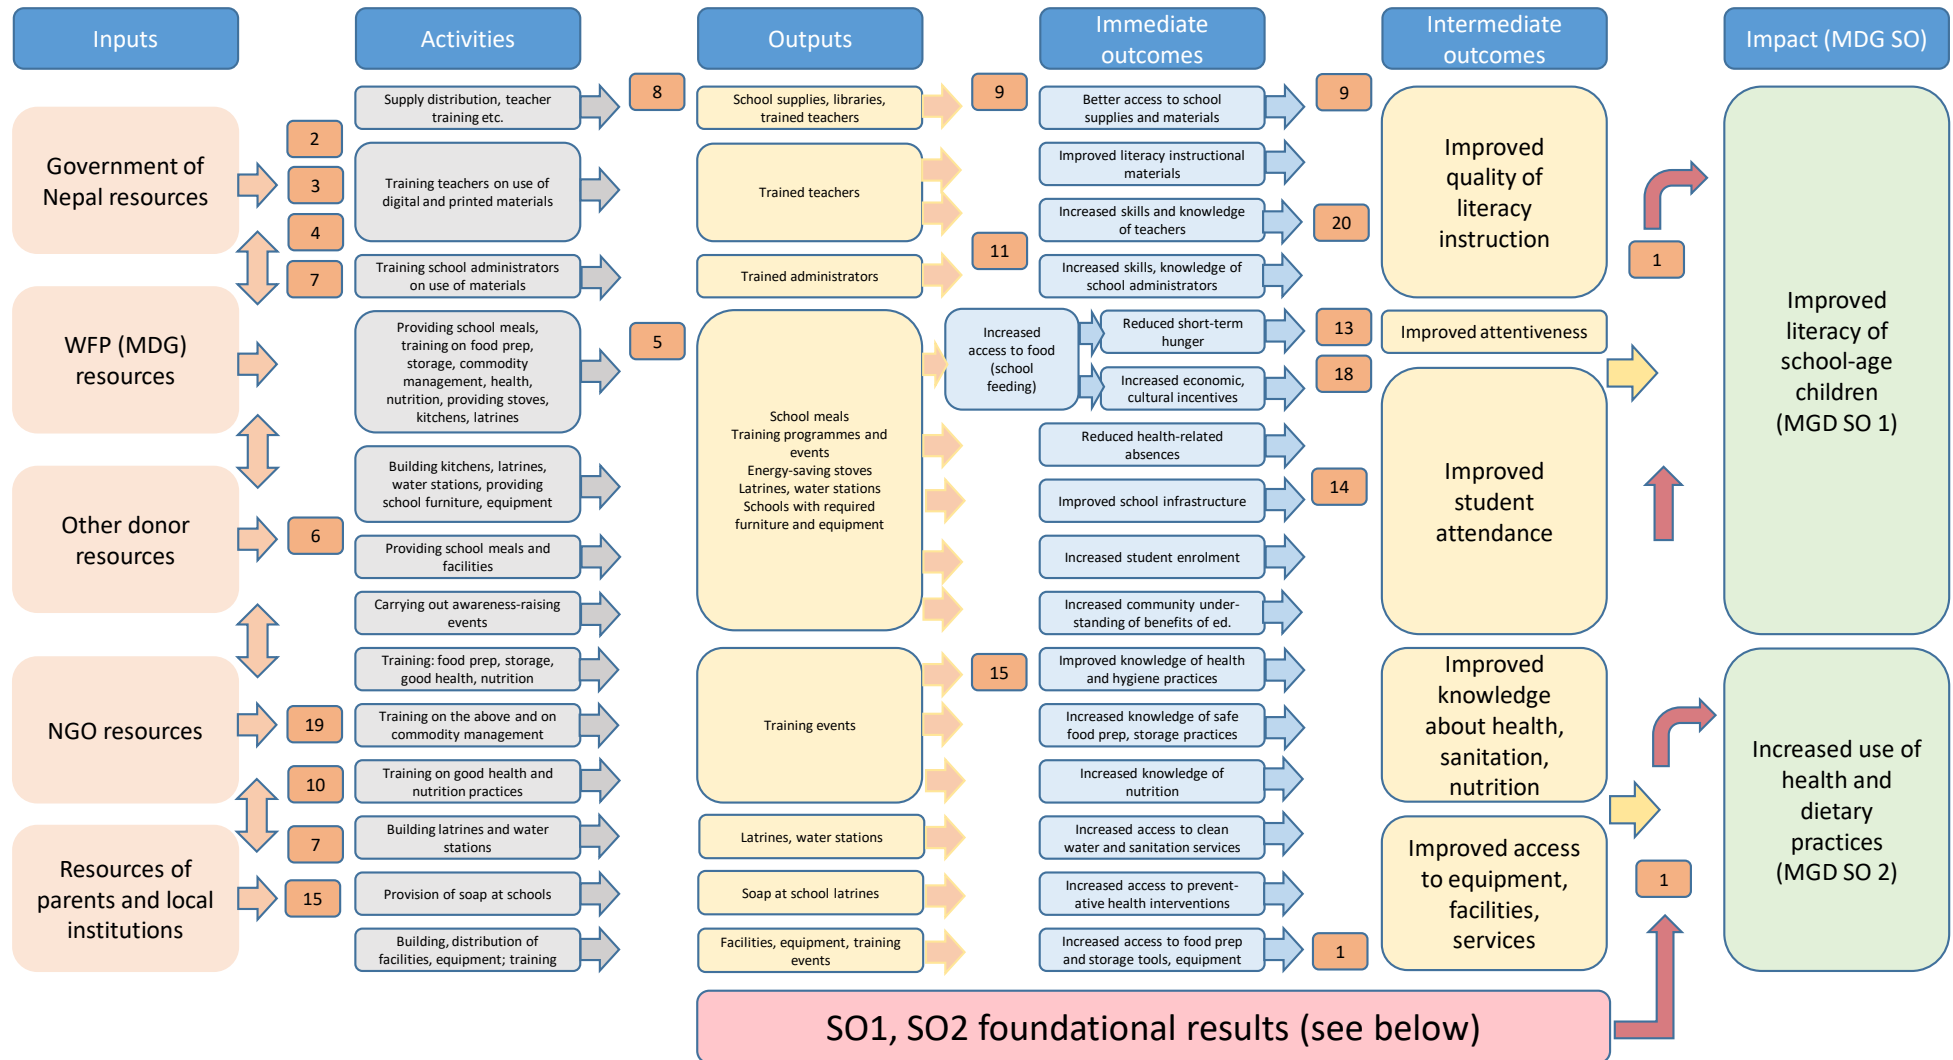 Inputs
Activities
Outputs
Immediate
outcomes
Intermediate
outcomes
Impact (MDG SO)
Government of
Nepal resources
WFP (MDG)
resources
Other donor
resources
NGO resources
Resources of
parents and local
institutions
2
3
4
7
6
19
10
7
15
Supply distribution, teacher
training etc.
Training teachers on use of
digital and printed materials
Training school administrators
on use of materials
Providing school meals,
training on food prep,
storage, commodity
management, health,
nutrition, providing stoves,
kitchens, latrines
Building kitchens, latrines,
water stations, providing
school furniture, equipment
Providing school meals and
facilities
Carrying out awareness-raising
events
Training: food prep, storage,
good health, nutrition
Training on the above and on
commodity management
Training on good health and
nutrition practices
Building latrines and water
stations
Provision of soap at schools
Building, distribution of
facilities, equipment; training
8
5
School supplies, libraries,
trained teachers
Trained teachers
Trained administrators
School meals
Training programmes and
events
Energy-saving stoves
Latrines, water stations
Schools with required
furniture and equipment
Training events
Latrines, water stations
Soap at school latrines
Facilities, equipment, training
events
9
11
15
Better access to school
supplies and materials
Improved literacy instructional
materials
Increased skills and knowledge
of teachers
Increased skills, knowledge of
school administrators
Increased
access to food
(school
feeding)
Reduced short-term
hunger
Increased economic,
cultural incentives
Reduced health-related
absences
Improved school infrastructure
Increased student enrolment
Increased community under-
standing of benefits of ed.
Improved knowledge of health
and hygiene practices
Increased knowledge of safe
food prep, storage practices
Increased knowledge of
nutrition
Increased access to clean
water and sanitation services
Increased access to prevent-
ative health interventions
Increased access to food prep
and storage tools, equipment
9
20
13
18
14
1
Improved
quality of
literacy
instruction
Improved attentiveness
Improved
student
attendance
Improved
knowledge
about health,
sanitation,
nutrition
Improved access
to equipment,
facilities,
services
1
1
Improved
literacy of
school-age
children
(MGD SO 1)
Increased use of
health and
dietary
practices
(MGD SO 2)
SO1, SO2 foundational results (see below)